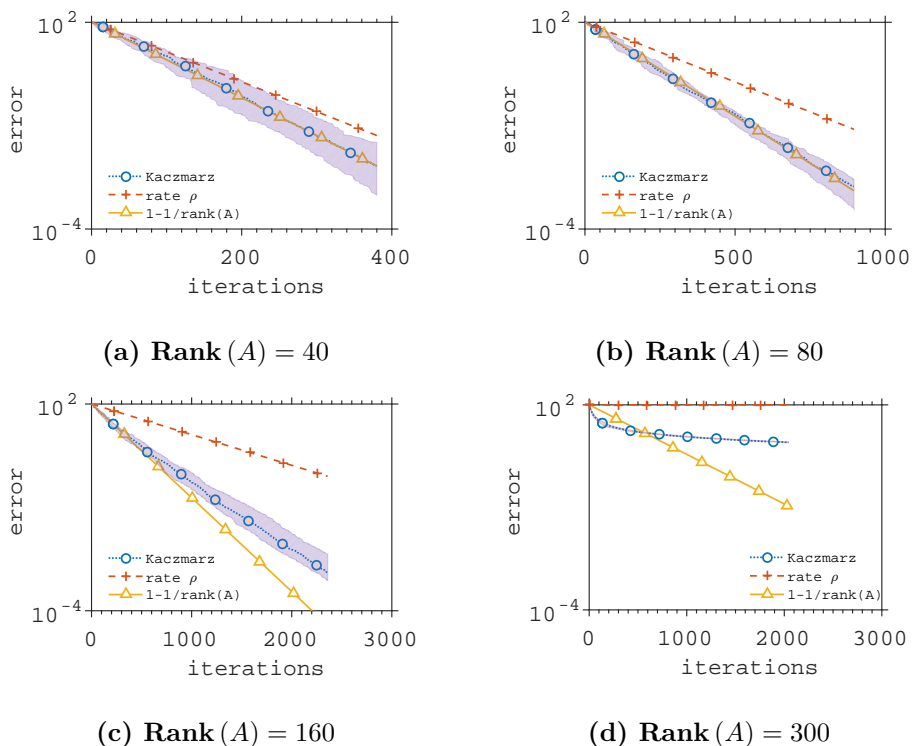 10^2
error
Kaczmarz
rate ρ
1-1/rank(A)
10^-4
0 200 400
iterations
(a) Rank (A) = 40
10^2
error
Kaczmarz
rate ρ
1-1/rank(A)
10^-4
0 500 1000
iterations
(b) Rank (A) = 80
10^2
error
Kaczmarz
rate ρ
1-1/rank(A)
10^-4
0 1000 2000 3000
iterations
(c) Rank (A) = 160
10^2
error
Kaczmarz
rate ρ
1-1/rank(A)
10^-4
0 1000 2000 3000
iterations
(d) Rank (A) = 300